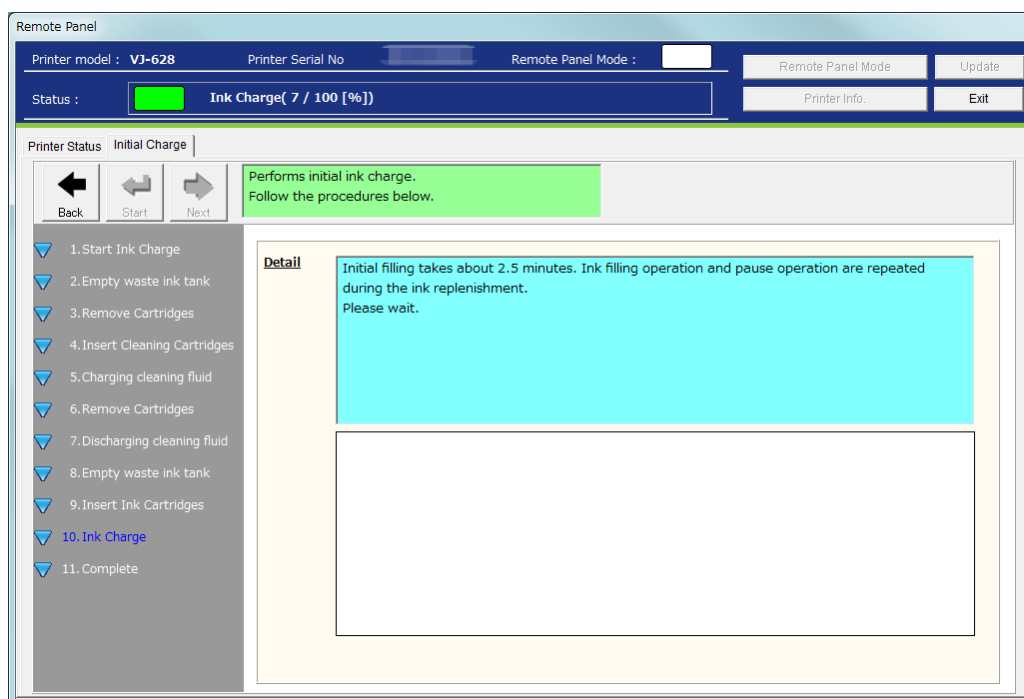 Remote Panel
Printer model : VJ-628 Printer Serial No Remote Panel Mode :
Remote Panel Mode Update
Status : Ink Charge( 7 / 100 [%])
Printer Info. Exit
Printer Status Initial Charge
Back Start Next
Performs initial ink charge.
Follow the procedures below.
1.Start Ink Charge
2.Empty waste ink tank
3.Remove Cartridges
4.Insert Cleaning Cartridges
5.Charging cleaning fluid
6.Remove Cartridges
7.Discharging cleaning fluid
8.Empty waste ink tank
9.Insert Ink Cartridges
10.Ink Charge
11.Complete
Detail
Initial filling takes about 2.5 minutes. Ink filling operation and pause operation are repeated
during the ink replenishment.
Please wait.